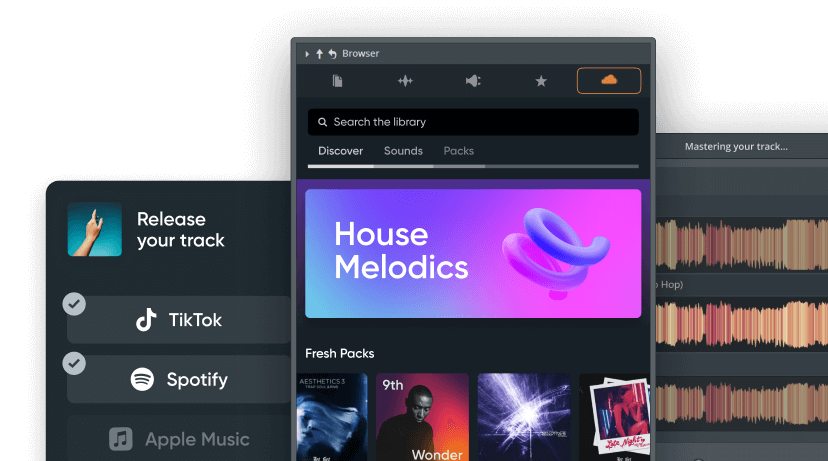 Browser
Search the library
Discover Sounds Packs
House
Melodics
Fresh Packs
AESTHETICS 3
9th
Wonder
Late Night
Release
your track
TikTok
Spotify
Apple Music
Mastering your track...
Hop)